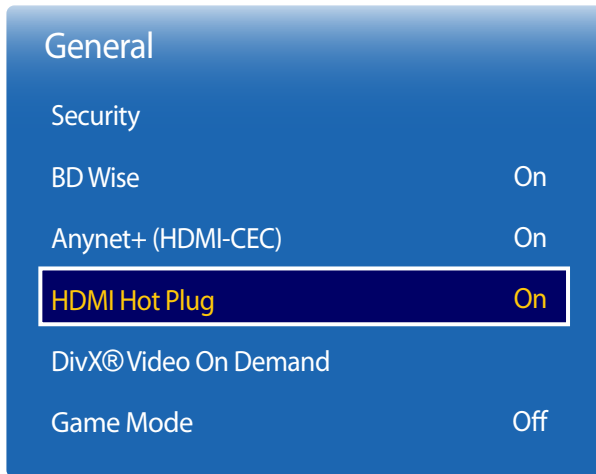 General
Security
BD Wise On
Anynet+ (HDMI-CEC) On
HDMI Hot Plug On
DivX® Video On Demand
Game Mode Off